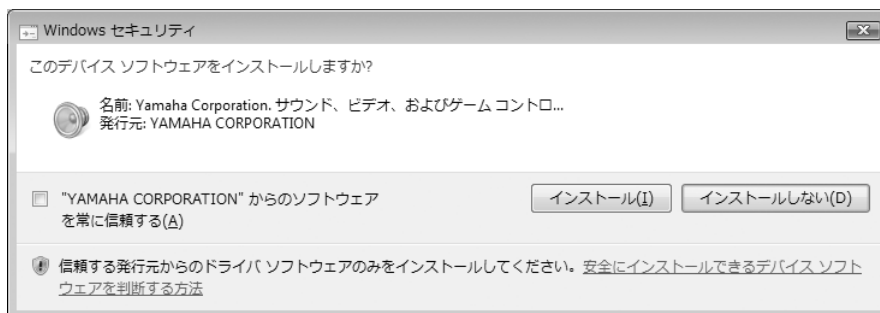 Windows セキュリティ
このデバイス ソフトウェアをインストールしますか?
名前: Yamaha Corporation. サウンド、ビデオ、およびゲーム コントロ...
発行元: YAMAHA CORPORATION
"YAMAHA CORPORATION" からのソフトウェア
を常に信頼する(A)
インストール(I)
インストールしない(D)
信頼する発行元からのドライバ ソフトウェアのみをインストールしてください。安全にインストールできるデバイス ソフト
ウェアを判断する方法